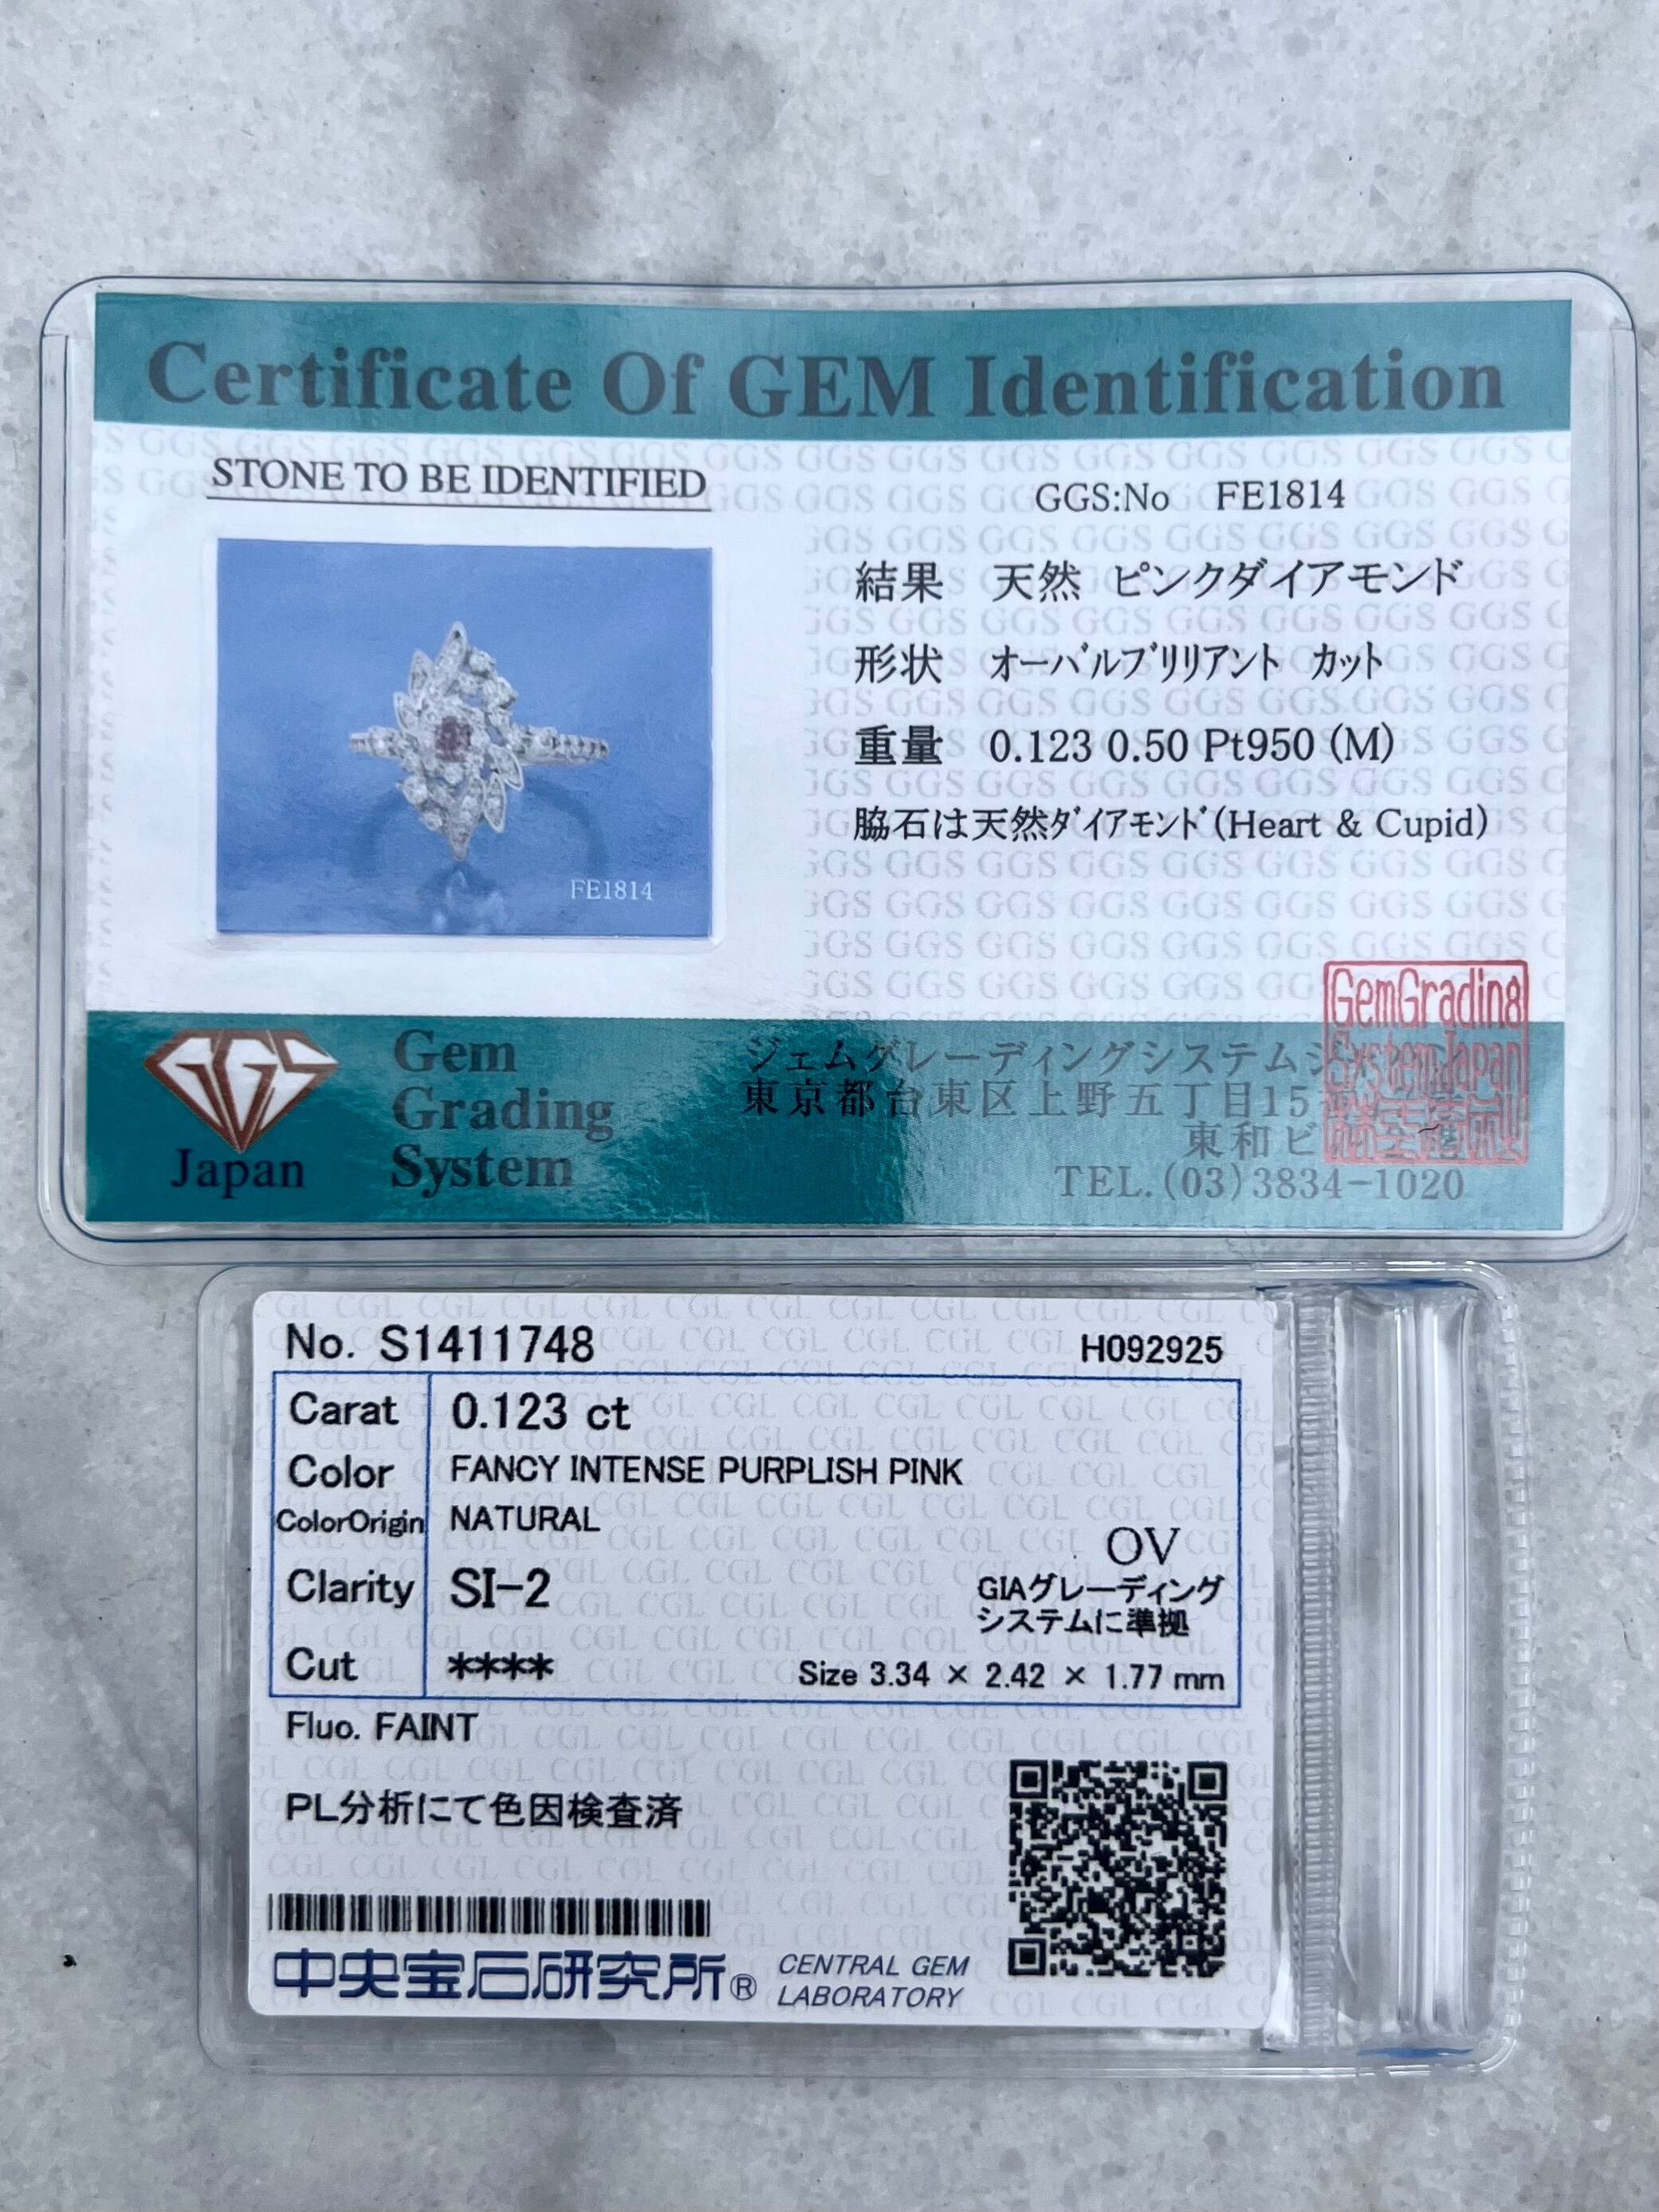 Certificate Of GEM Identification
STONE TO BE IDENTIFIED
GGS:No FE1814
結果 天然 ピンクダイアモンド
形状 オーバルブリリアント カット
重量 0.123 0.50 Pt950 (M)
脇石は天然ダイアモンド(Heart & Cupid)
FE1814
GGS
Japan
Gem
Grading
System
ジェムグレーディングシステム
東京都台東区上野五丁目15
東和ビ
TEL.(03)3834-1020
GemGrading
SystemJapan
No. S1411748
H092925
Carat 0.123 ct
Color FANCY INTENSE PURPLISH PINK
ColorOrigin NATURAL
OV
Clarity SI-2
GIAグレーディング
システムに準拠
Cut ****
Size 3.34 × 2.42 × 1.77 mm
Fluo. FAINT
PL分析にて色因検査済
中央宝石研究所® CENTRAL GEM
LABORATORY